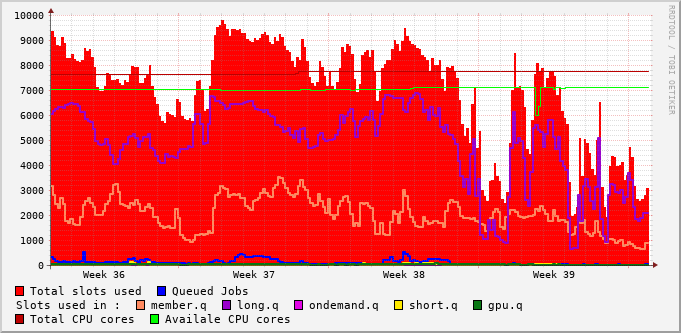 RRDTOOL / TOBI OETIKER
10000
9000
8000
7000
6000
5000
4000
3000
2000
1000
0
Week 36 Week 37 Week 38 Week 39
Total slots used Queued Jobs
Slots used in : member.q long.q ondemand.q short.q gpu.q
Total CPU cores Availale CPU cores